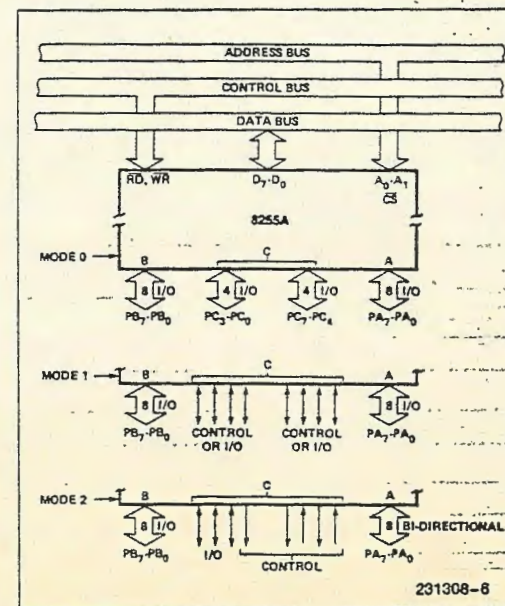 ADDRESS BUS
CONTROL BUS
DATA BUS
RD, WR D7-D0 A0-A1
CS
8255A
MODE 0 B C A
8 I/O 4 I/O 4 I/O 8 I/O
PB7-PB0 PC3-PC0 PC7-PC4 PA7-PA0
MODE 1 B C A
8 I/O 8 I/O
PB7-PB0 CONTROL OR I/O CONTROL OR I/O PA7-PA0
MODE 2 B C A
8 I/O 8 BI-DIRECTIONAL
PB7-PB0 I/O CONTROL PA7-PA0
231308-6